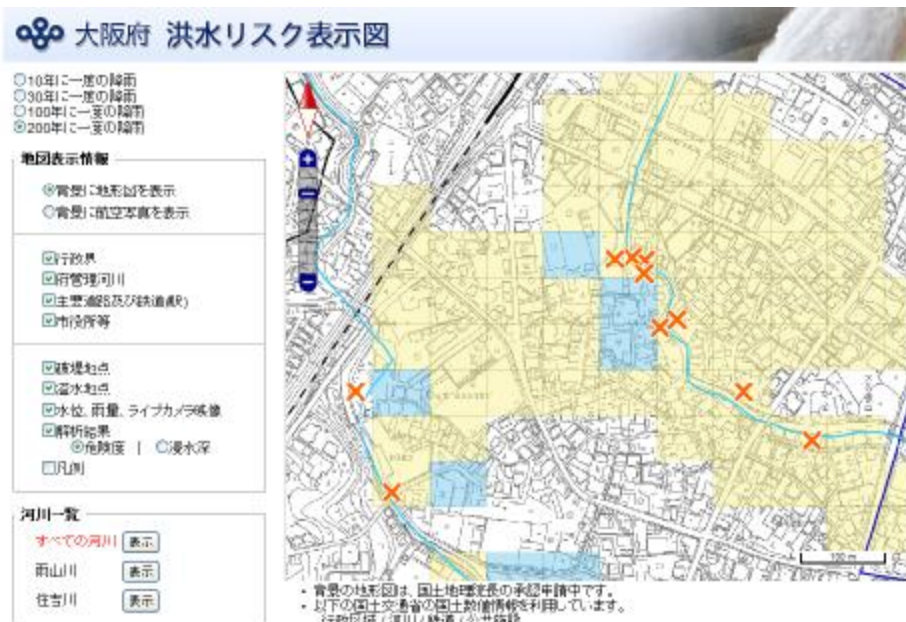 大阪府 洪水リスク表示図
10年に一度の降雨
30年に一度の降雨
100年に一度の降雨
200年に一度の降雨
地図表示情報
背景に地形図を表示
背景に航空写真を表示
行政界
府管理河川
主要道路及び鉄道(駅)
市役所等
破堤地点
溢水地点
水位、雨量、ライブカメラ映像
解析結果
危険度 | 浸水深
凡例
河川一覧
すべての河川 表示
雨山川 表示
住吉川 表示
100 m
・背景の地形図は、国土地理院長の承認申請中です。
・以下の国土交通省の国土数値情報を利用しています。